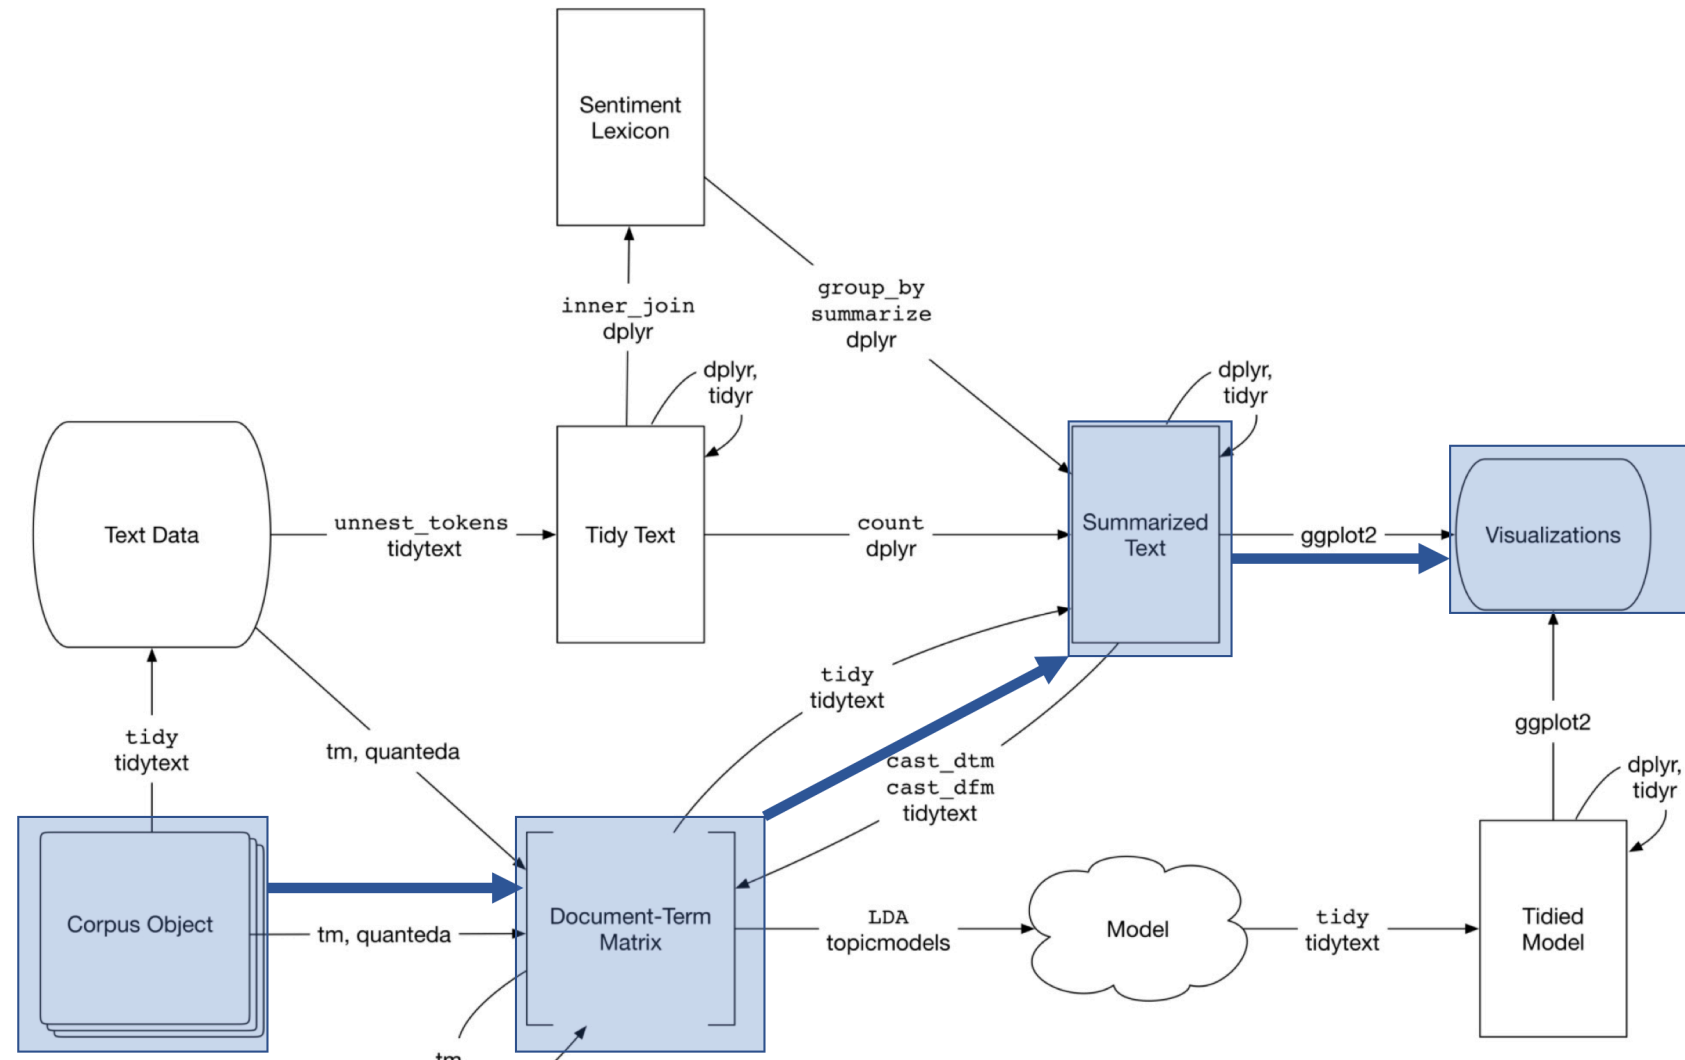 Sentiment
Lexicon
inner_join
dplyr
group_by
summarize
dplyr
dplyr,
tidyr
dplyr,
tidyr
Text Data
unnest_tokens
tidytext
Tidy Text
count
dplyr
Summarized
Text
ggplot2
Visualizations
tidy
tidytext
tm, quanteda
tidy
tidytext
cast_dtm
cast_dfm
tidytext
ggplot2
dplyr,
tidyr
Corpus Object
tm, quanteda
Document-Term
Matrix
LDA
topicmodels
Model
tidy
tidytext
Tidied
Model
tm